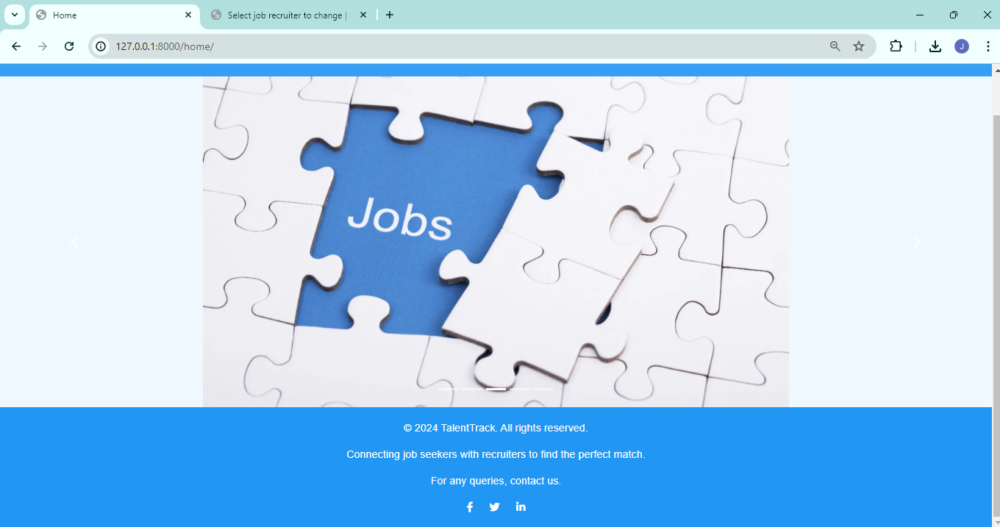 Home
Select job recruiter to change |
127.0.0.1:8000/home/
J
Jobs
© 2024 TalentTrack. All rights reserved.
Connecting job seekers with recruiters to find the perfect match.
For any queries, contact us.